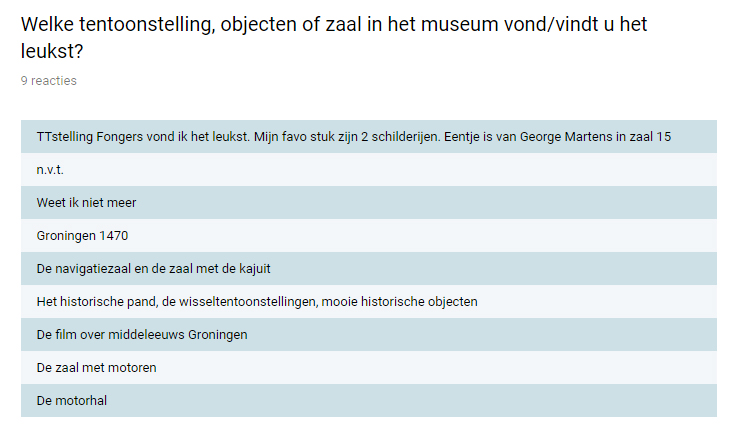 Welke tentoonstelling, objecten of zaal in het museum vond/vindt u het
leukst?
9 reacties
TTstelling Fongers vond ik het leukst. Mijn favo stuk zijn 2 schilderijen. Eentje is van George Martens in zaal 15
n.v.t.
Weet ik niet meer
Groningen 1470
De navigatiezaal en de zaal met de kajuit
Het historische pand, de wisseltentoonstellingen, mooie historische objecten
De film over middeleeuws Groningen
De zaal met motoren
De motorhal